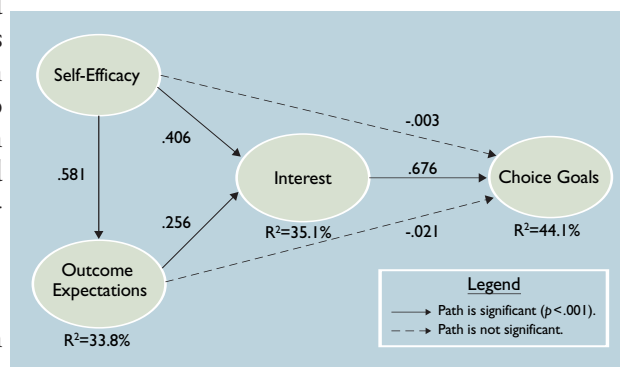 Self-Efficacy
-.003
.406
.581
Interest
.676
Choice Goals
.256
R²=35.1%
-.021
R²=44.1%
Outcome
Expectations
R²=33.8%
Legend
Path is significant (p<.001).
Path is not significant.